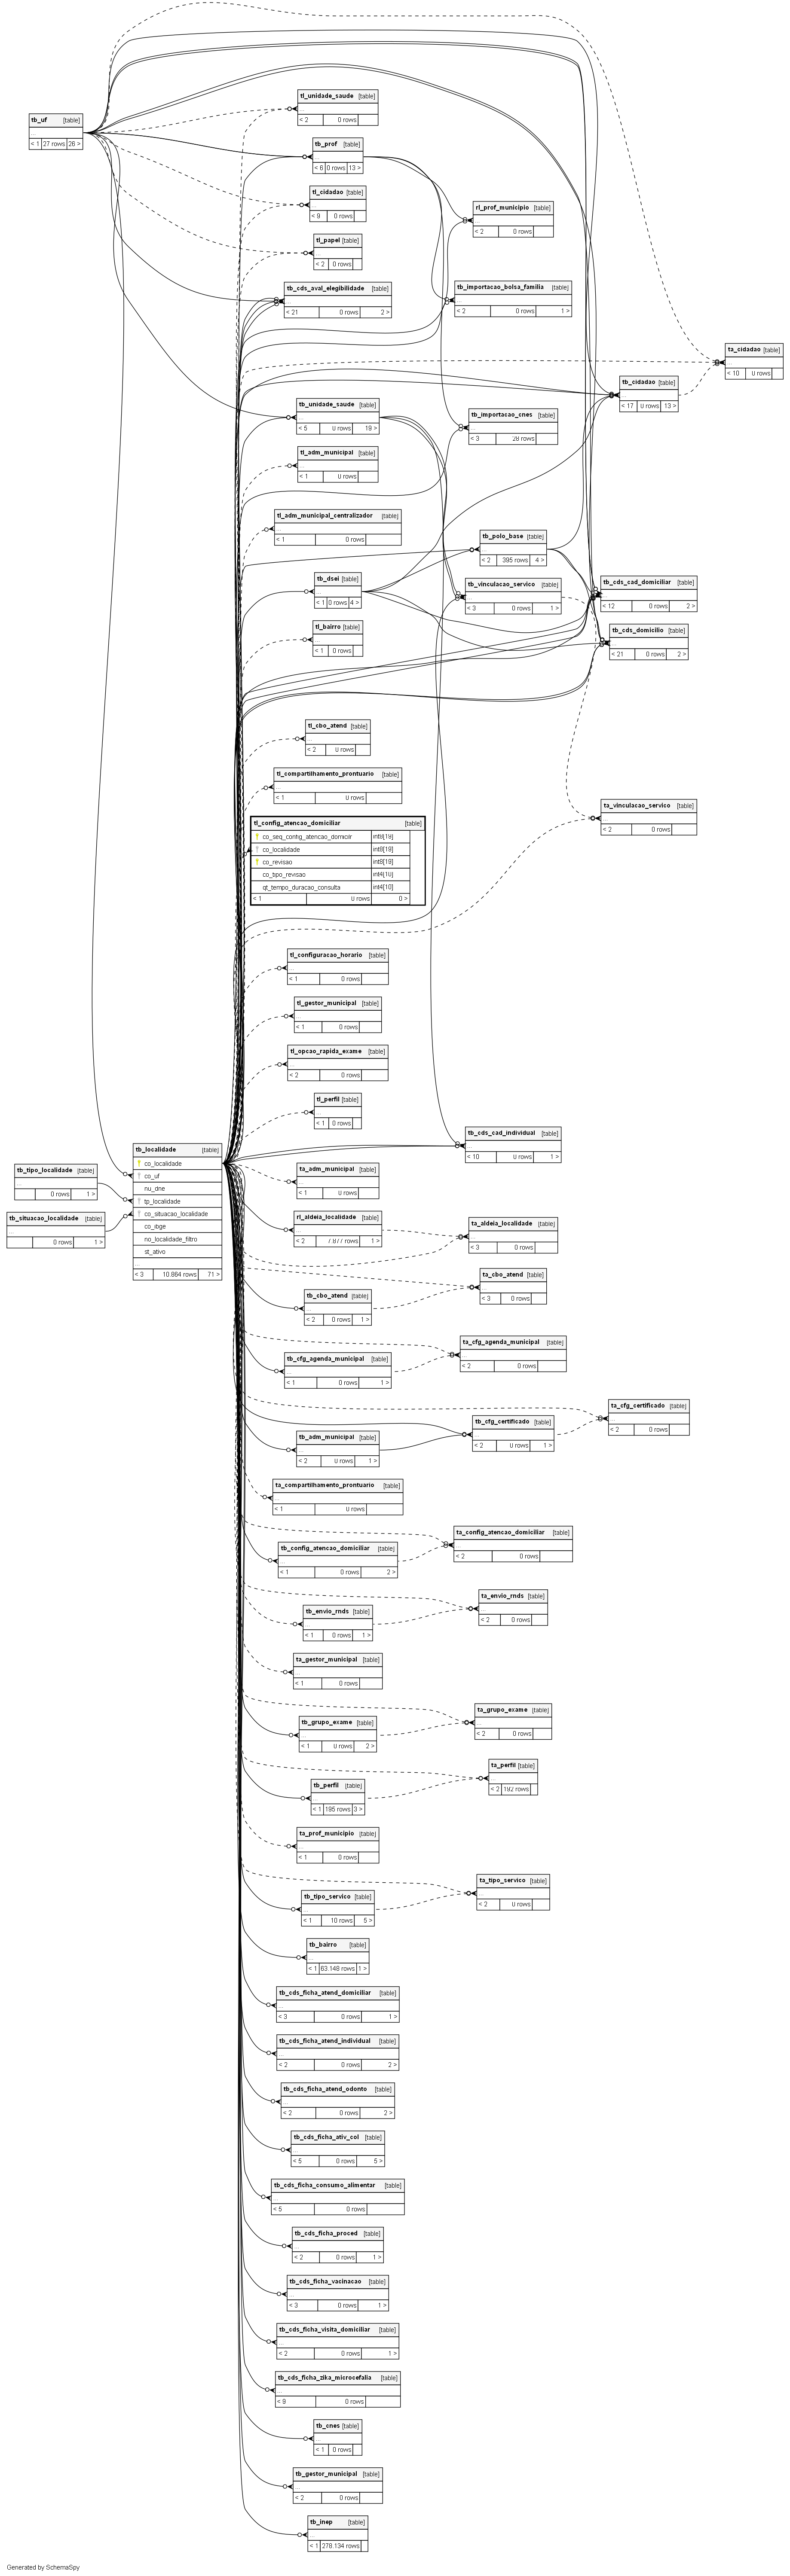 tl_unidade_saude [table]
...
< 2 0 rows
tb_uf [table]
...
< 1 27 rows 26 >
tb_prof [table]
...
< 6 0 rows 13 >
tl_cidadao [table]
...
< 9 0 rows
rl_prof_municipio [table]
...
< 2 0 rows
tl_papel [table]
...
< 2 0 rows
tb_cds_aval_elegibilidade [table]
...
< 21 0 rows 2 >
tb_importacao_bolsa_familia [table]
...
< 2 0 rows 1 >
ta_cidadao [table]
...
< 10 0 rows
tb_cidadao [table]
...
< 17 0 rows 13 >
tb_unidade_saude [table]
...
< 5 0 rows 19 >
tb_importacao_cnes [table]
...
< 3 28 rows
tl_adm_municipal [table]
...
< 1 0 rows
tl_adm_municipal_centralizador [table]
...
< 1 0 rows
tb_polo_base [table]
...
< 2 395 rows 4 >
tb_dsei [table]
...
< 1 0 rows 4 >
tb_vinculacao_servico [table]
...
< 3 0 rows 1 >
tb_cds_cad_domiciliar [table]
...
< 12 0 rows 2 >
tl_bairro [table]
...
< 1 0 rows
tb_cds_domicilio [table]
...
< 21 0 rows 2 >
tl_cbo_atend [table]
...
< 2 0 rows
tl_compartilhamento_prontuario [table]
...
< 1 0 rows
ta_vinculacao_servico [table]
...
< 2 0 rows
tl_config_atencao_domiciliar [table]
co_seq_config_atencao_domicilr int8[19]
co_localidade int8[19]
co_revisao int8[19]
co_tipo_revisao int4[10]
qt_tempo_duracao_consulta int4[10]
< 1 0 rows 0 >
tl_configuracao_horario [table]
...
< 1 0 rows
tl_gestor_municipal [table]
...
< 1 0 rows
tl_opcao_rapida_exame [table]
...
< 2 0 rows
tl_perfil [table]
...
< 1 0 rows
tb_cds_cad_individual [table]
...
< 10 0 rows 1 >
tb_localidade [table]
co_localidade
co_uf
nu_dne
tp_localidade
co_situacao_localidade
co_ibge
no_localidade_filtro
st_ativo
...
< 3 10.864 rows 71 >
tb_tipo_localidade [table]
...
0 rows 1 >
tb_situacao_localidade [table]
...
0 rows 1 >
ta_adm_municipal [table]
...
< 1 0 rows
rl_aldeia_localidade [table]
...
< 2 7.877 rows 1 >
ta_aldeia_localidade [table]
...
< 3 0 rows
ta_cbo_atend [table]
...
< 3 0 rows
tb_cbo_atend [table]
...
< 2 0 rows 1 >
ta_cfg_agenda_municipal [table]
...
< 2 0 rows
tb_cfg_agenda_municipal [table]
...
< 1 0 rows 1 >
ta_cfg_certificado [table]
...
< 2 0 rows
tb_cfg_certificado [table]
...
< 2 0 rows 1 >
tb_adm_municipal [table]
...
< 2 0 rows 1 >
ta_compartilhamento_prontuario [table]
...
< 1 0 rows
ta_config_atencao_domiciliar [table]
...
< 2 0 rows
tb_config_atencao_domiciliar [table]
...
< 1 0 rows 2 >
ta_envio_rnds [table]
...
< 2 0 rows
tb_envio_rnds [table]
...
< 1 0 rows 1 >
ta_gestor_municipal [table]
...
< 1 0 rows
ta_grupo_exame [table]
...
< 2 0 rows
tb_grupo_exame [table]
...
< 1 0 rows 2 >
ta_perfil [table]
...
< 2 192 rows
tb_perfil [table]
...
< 1 195 rows 3 >
ta_prof_municipio [table]
...
< 1 0 rows
ta_tipo_servico [table]
...
< 2 0 rows
tb_tipo_servico [table]
...
< 1 10 rows 5 >
tb_bairro [table]
...
< 1 63.148 rows 1 >
tb_cds_ficha_atend_domiciliar [table]
...
< 3 0 rows 1 >
tb_cds_ficha_atend_individual [table]
...
< 2 0 rows 2 >
tb_cds_ficha_atend_odonto [table]
...
< 2 0 rows 2 >
tb_cds_ficha_ativ_col [table]
...
< 5 0 rows 5 >
tb_cds_ficha_consumo_alimentar [table]
...
< 5 0 rows
tb_cds_ficha_proced [table]
...
< 2 0 rows 1 >
tb_cds_ficha_vacinacao [table]
...
< 3 0 rows 1 >
tb_cds_ficha_visita_domiciliar [table]
...
< 2 0 rows 1 >
tb_cds_ficha_zika_microcefalia [table]
...
< 9 0 rows
tb_cnes [table]
...
< 1 0 rows
tb_gestor_municipal [table]
...
< 2 0 rows
tb_inep [table]
...
< 1 278.134 rows
Generated by SchemaSpy